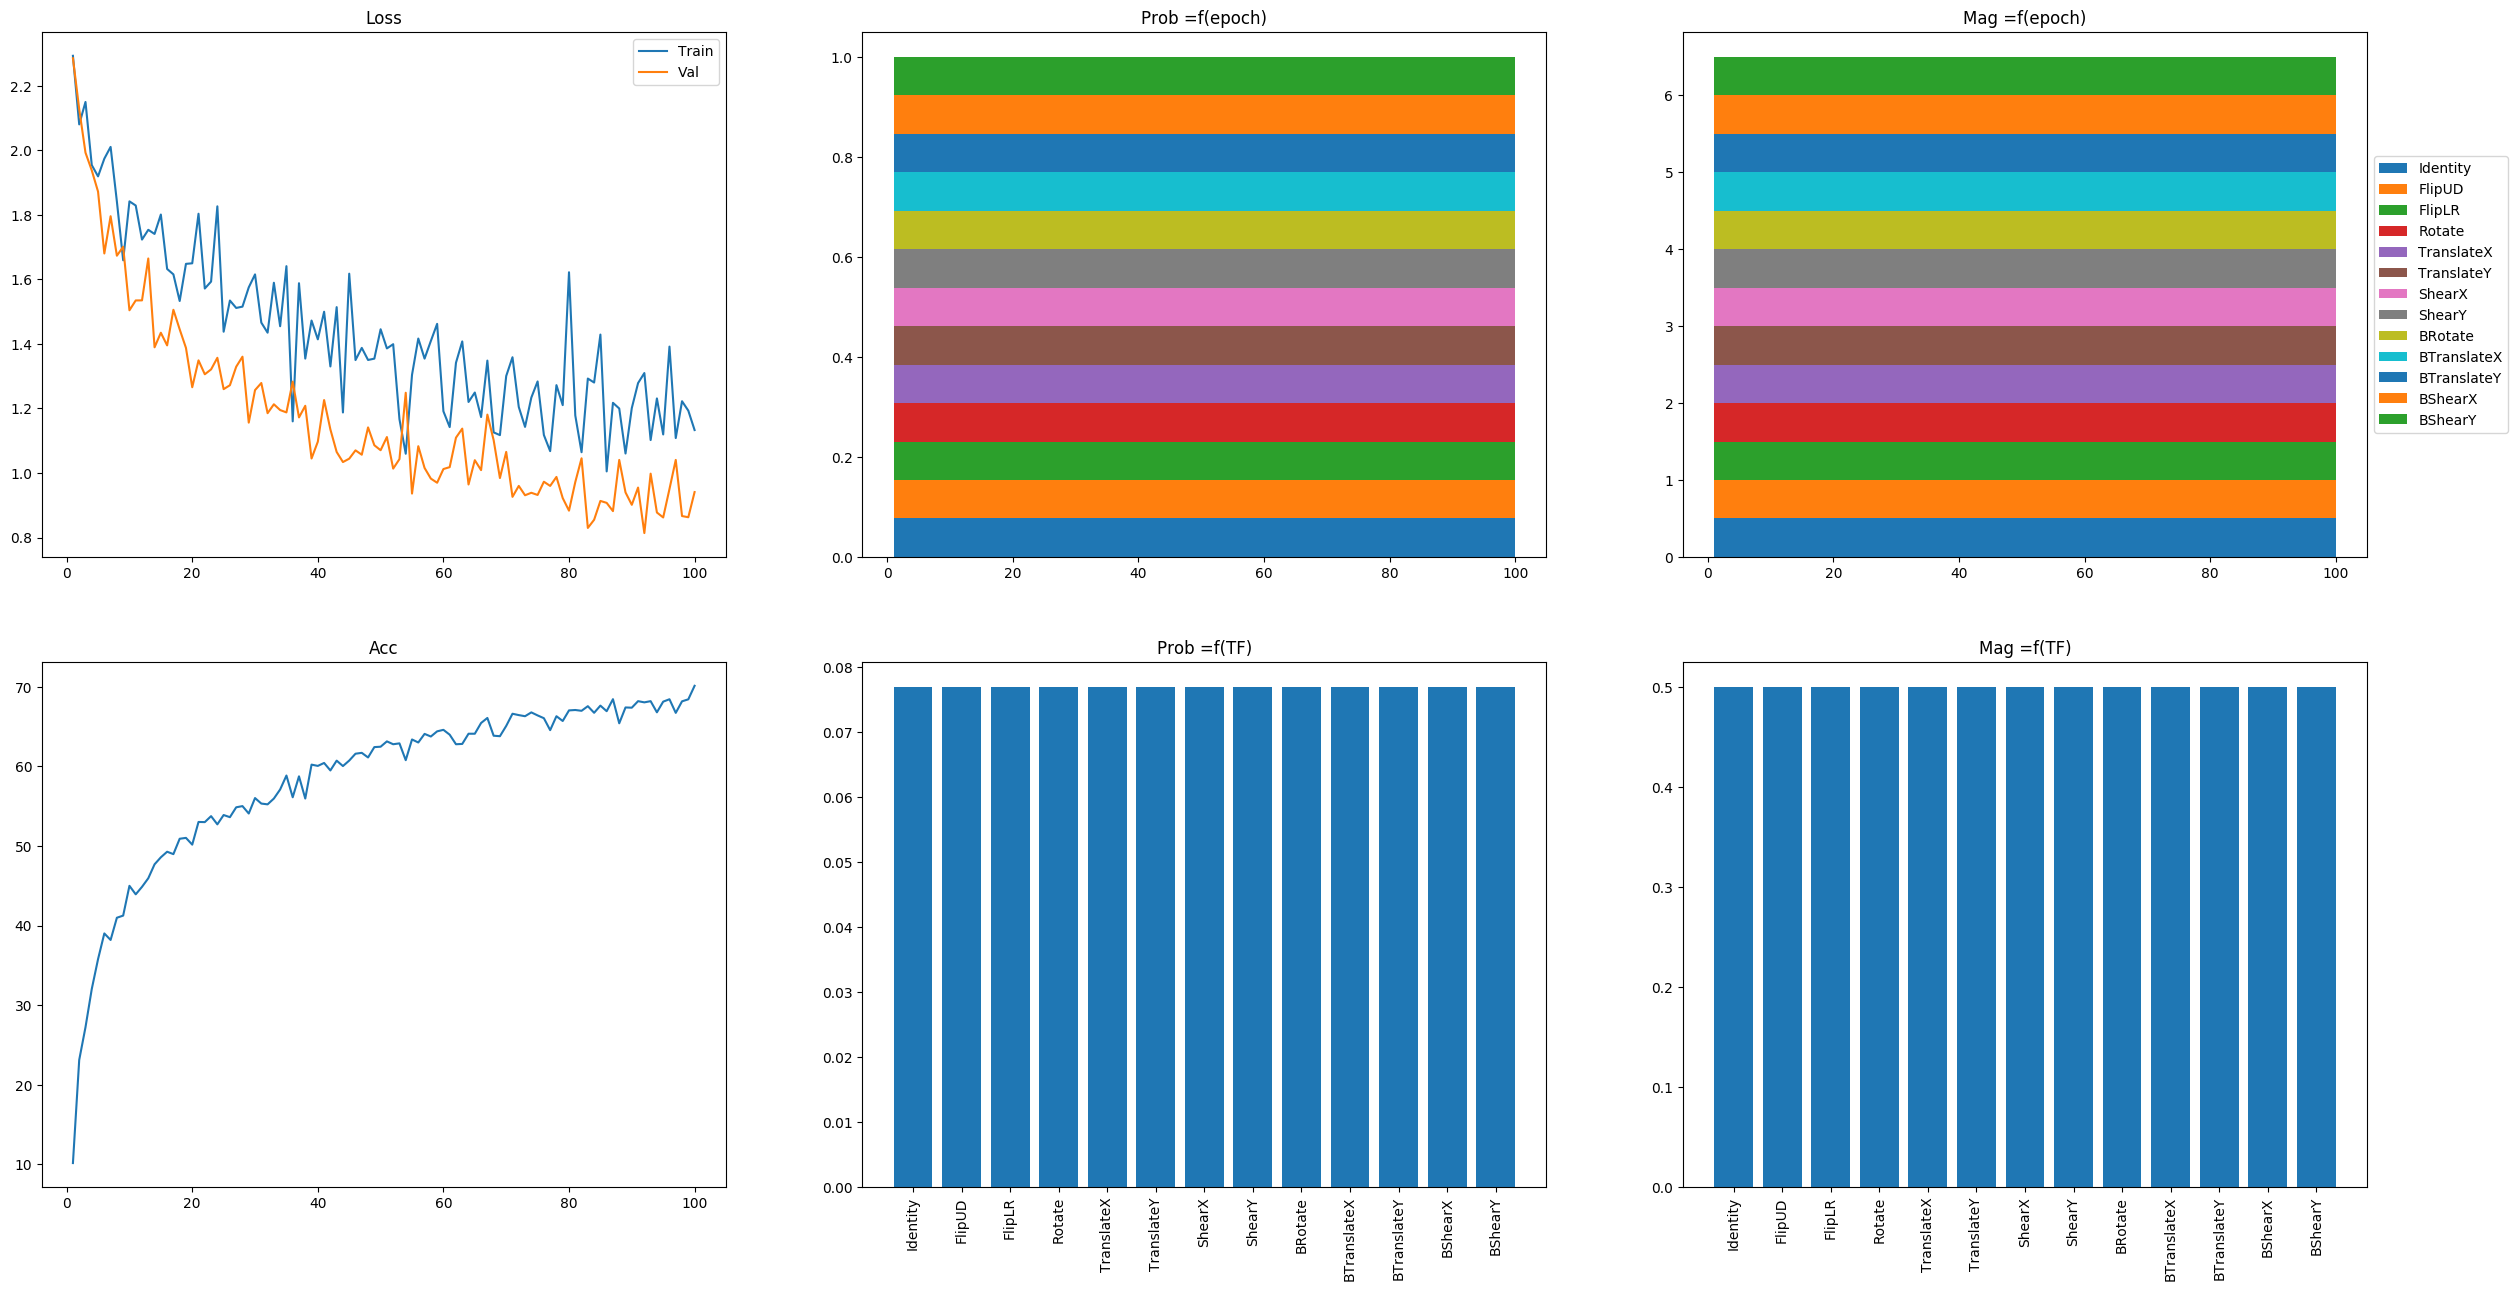 Loss
2.2
2.0
1.8
1.6
1.4
1.2
1.0
0.8
0 20 40 60 80 100
Train
Val
Prob =f(epoch)
1.0
0.8
0.6
0.4
0.2
0.0
0 20 40 60 80 100
Mag =f(epoch)
6
5
4
3
2
1
0
0 20 40 60 80 100
Identity
FlipUD
FlipLR
Rotate
TranslateX
TranslateY
ShearX
ShearY
BRotate
BTranslateX
BTranslateY
BShearX
BShearY
Acc
70
60
50
40
30
20
10
0 20 40 60 80 100
Prob =f(TF)
0.08
0.07
0.06
0.05
0.04
0.03
0.02
0.01
0.00
Identity
FlipUD
FlipLR
Rotate
TranslateX
TranslateY
ShearX
ShearY
BRotate
BTranslateX
BTranslateY
BShearX
BShearY
Mag =f(TF)
0.5
0.4
0.3
0.2
0.1
0.0
Identity
FlipUD
FlipLR
Rotate
TranslateX
TranslateY
ShearX
ShearY
BRotate
BTranslateX
BTranslateY
BShearX
BShearY